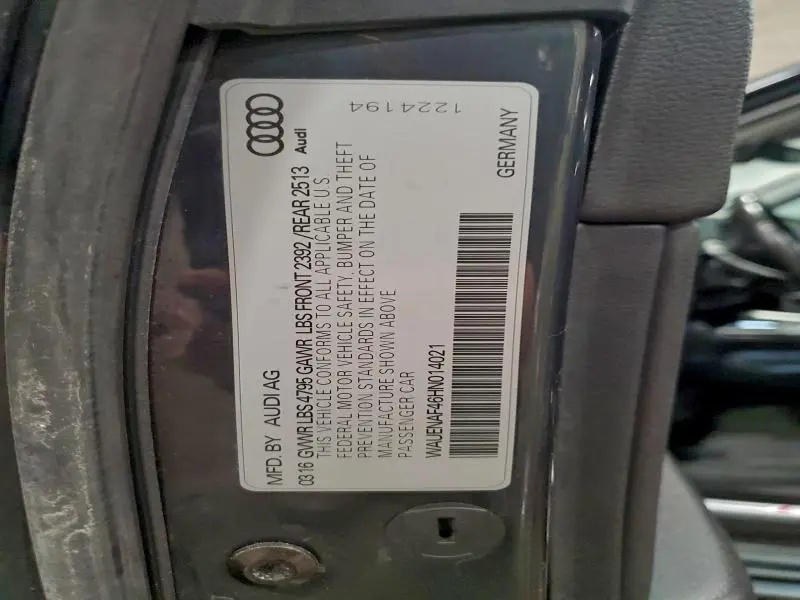 MFD. BY AUDI AG
03 16 GVWR LBS 4795 GAWR LBS FRONT 2392 /REAR 2513
THIS VEHICLE CONFORMS TO ALL APPLICABLE U.S.
FEDERAL MOTOR VEHICLE SAFETY, BUMPER AND THEFT
PREVENTION STANDARDS IN EFFECT ON THE DATE OF
MANUFACTURE SHOWN ABOVE
PASSENGER CAR
WAUENAF46HN014021
GERMANY
Audi
1224194